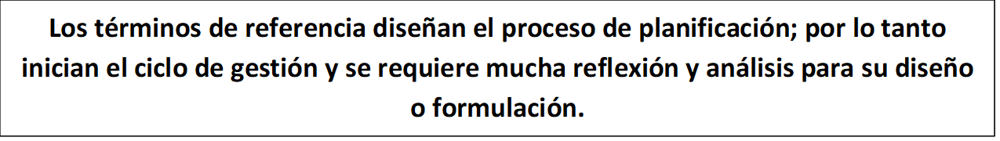 Los términos de referencia diseñan el proceso de planificación; por lo tanto
inician el ciclo de gestión y se requiere mucha reflexión y análisis para su diseño
o formulación.